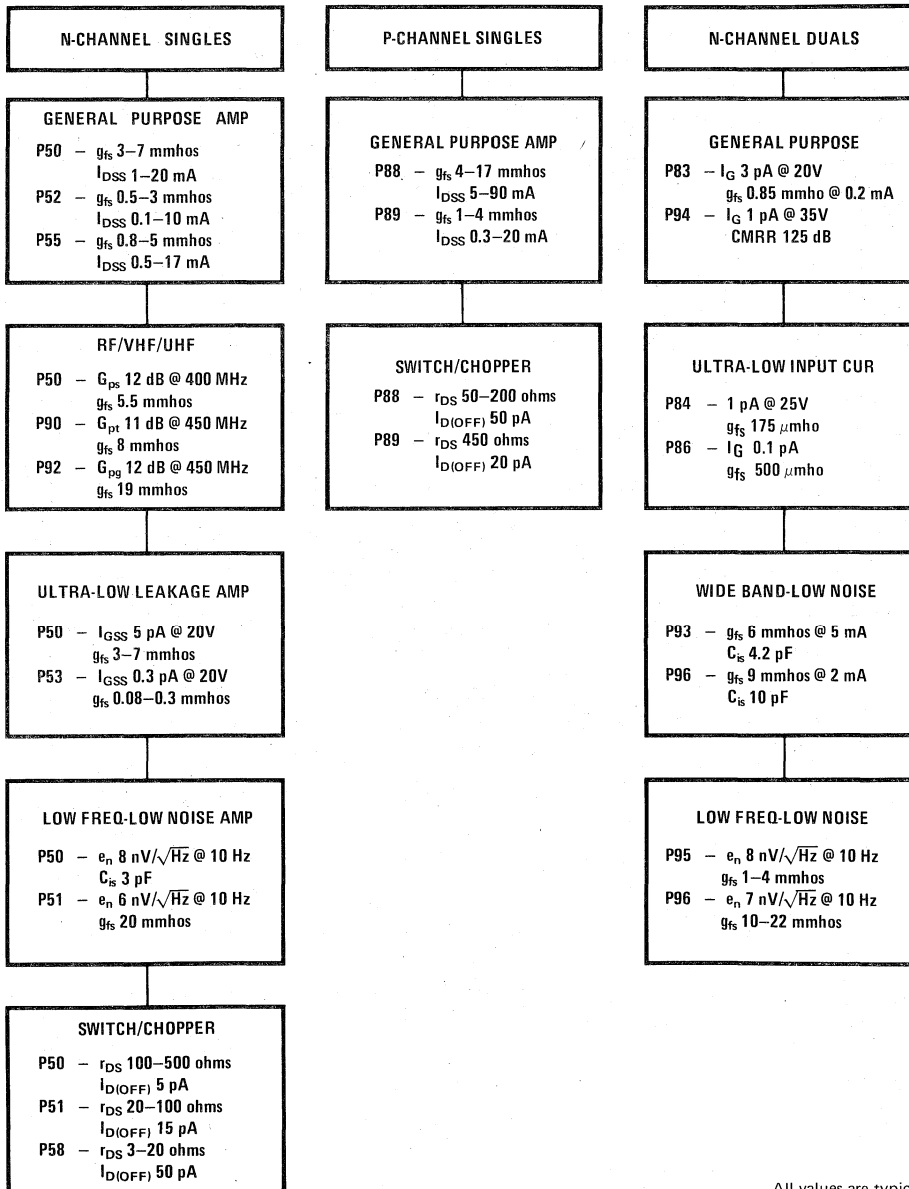 N-CHANNEL SINGLES
GENERAL PURPOSE AMP
P50 – gfs 3–7 mmhos
IDSS 1–20 mA
P52 – gfs 0.5–3 mmhos
IDSS 0.1–10 mA
P55 – gfs 0.8–5 mmhos
IDSS 0.5–17 mA
RF/VHF/UHF
P50 – Gps 12 dB @ 400 MHz
gfs 5.5 mmhos
P90 – Gpt 11 dB @ 450 MHz
gfs 8 mmhos
P92 – Gpg 12 dB @ 450 MHz
gfs 19 mmhos
ULTRA-LOW LEAKAGE AMP
P50 – IGSS 5 pA @ 20V
gfs 3–7 mmhos
P53 – IGSS 0.3 pA @ 20V
gfs 0.08–0.3 mmhos
LOW FREQ-LOW NOISE AMP
P50 – en 8 nV/√Hz @ 10 Hz
Cis 3 pF
P51 – en 6 nV/√Hz @ 10 Hz
gfs 20 mmhos
SWITCH/CHOPPER
P50 – rDS 100–500 ohms
ID(OFF) 5 pA
P51 – rDS 20–100 ohms
ID(OFF) 15 pA
P58 – rDS 3–20 ohms
ID(OFF) 50 pA
P-CHANNEL SINGLES
GENERAL PURPOSE AMP
P88 – gfs 4–17 mmhos
IDSS 5–90 mA
P89 – gfs 1–4 mmhos
IDSS 0.3–20 mA
SWITCH/CHOPPER
P88 – rDS 50–200 ohms
ID(OFF) 50 pA
P89 – rDS 450 ohms
ID(OFF) 20 pA
N-CHANNEL DUALS
GENERAL PURPOSE
P83 – IG 3 pA @ 20V
gfs 0.85 mmho @ 0.2 mA
P94 – IG 1 pA @ 35V
CMRR 125 dB
ULTRA-LOW INPUT CUR
P84 – 1 pA @ 25V
gfs 175 μmho
P86 – IG 0.1 pA
gfs 500 μmho
WIDE BAND-LOW NOISE
P93 – gfs 6 mmhos @ 5 mA
Cis 4.2 pF
P96 – gfs 9 mmhos @ 2 mA
Cis 10 pF
LOW FREQ-LOW NOISE
P95 – en 8 nV/√Hz @ 10 Hz
gfs 1–4 mmhos
P96 – en 7 nV/√Hz @ 10 Hz
gfs 10–22 mmhos
All values are